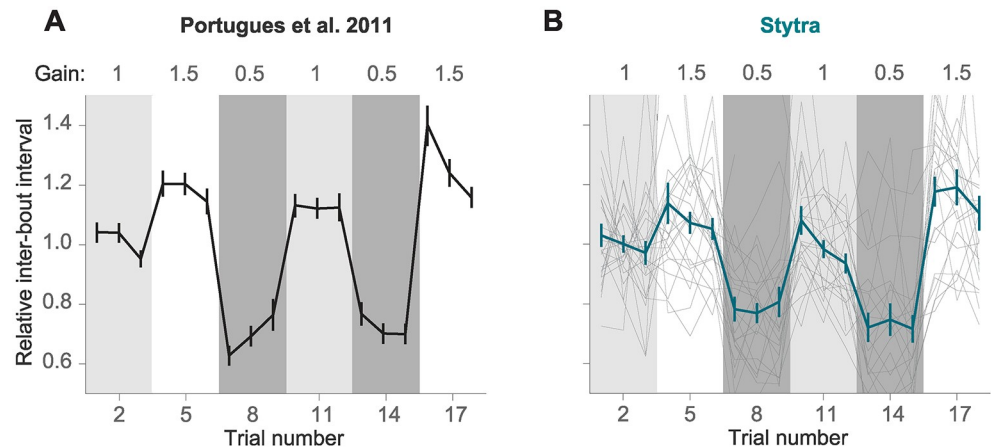 A
Portugues et al. 2011
Gain: 1 1.5 0.5 1 0.5 1.5
Relative inter-bout interval
1.4
1.2
1.0
0.8
0.6
2 5 8 11 14 17
Trial number
B
Stytra
1 1.5 0.5 1 0.5 1.5
2 5 8 11 14 17
Trial number